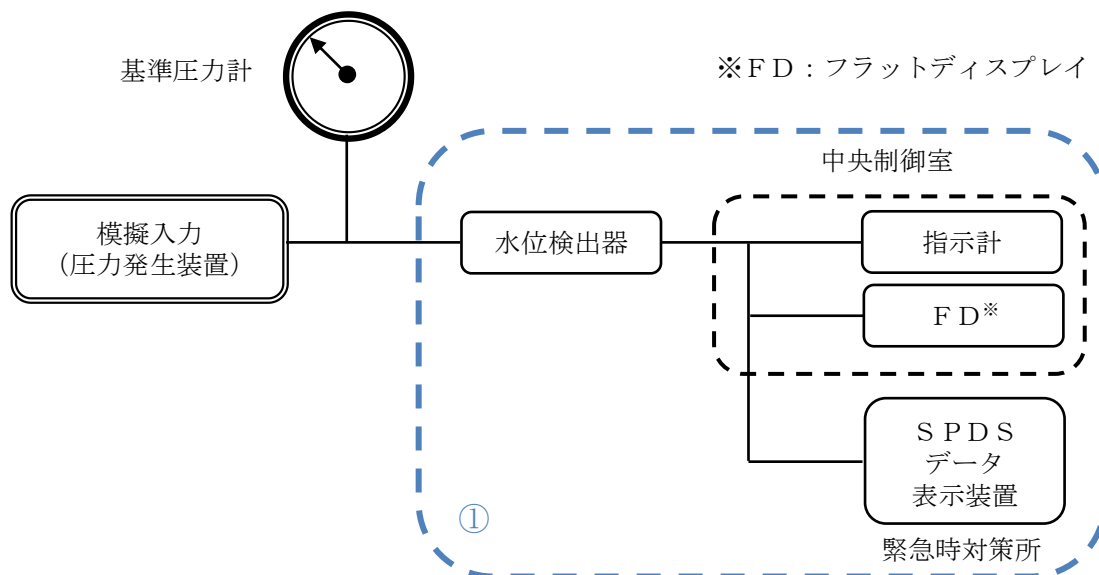 基準圧力計
※ＦＤ：フラットディスプレイ
中央制御室
模擬入力
（圧力発生装置）
水位検出器
指示計
ＦＤ※
ＳＰＤＳ
データ
表示装置
①
緊急時対策所